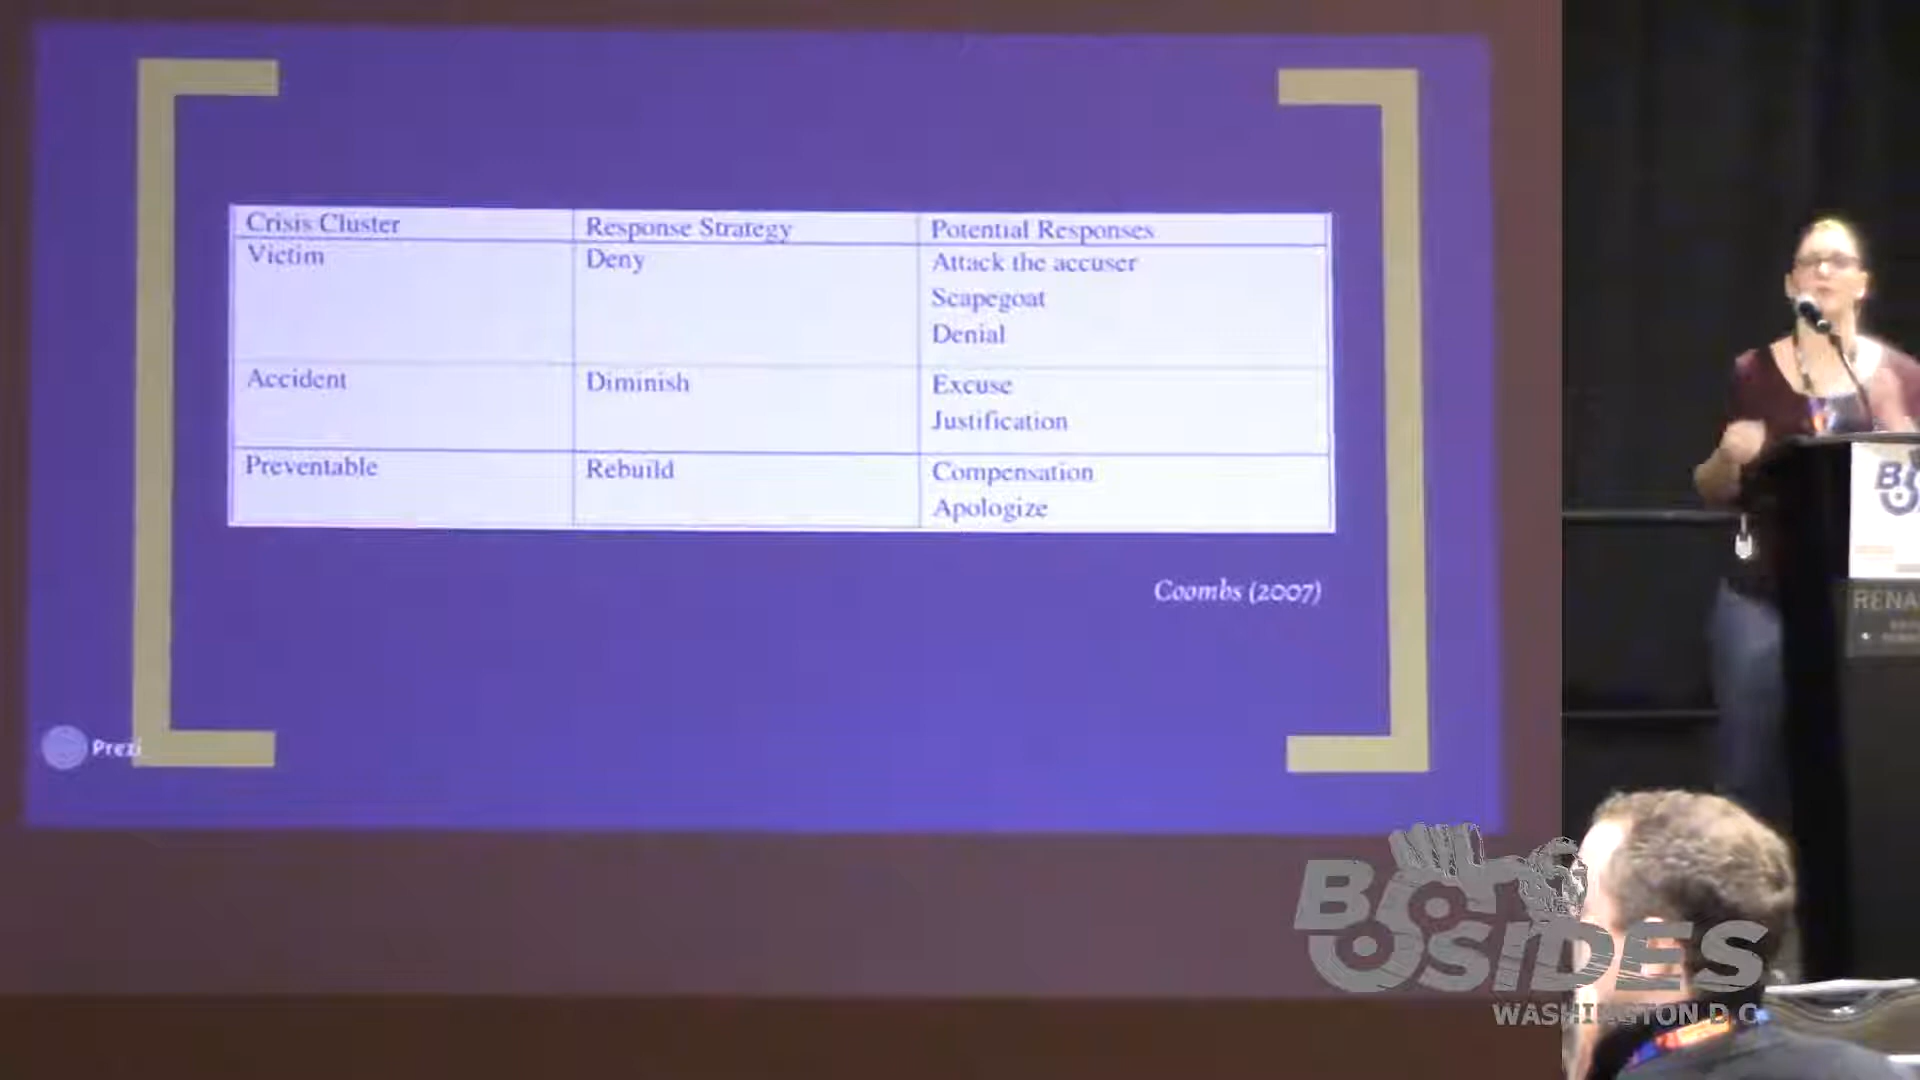 Crisis Cluster Response Strategy Potential Responses
Victim Deny Attack the accuser
Scapegoat
Denial
Accident Diminish Excuse
Justification
Preventable Rebuild Compensation
Apologize
Coombs (2007)
Prezi
RENA
BSIDES
WASHINGTON D.C.